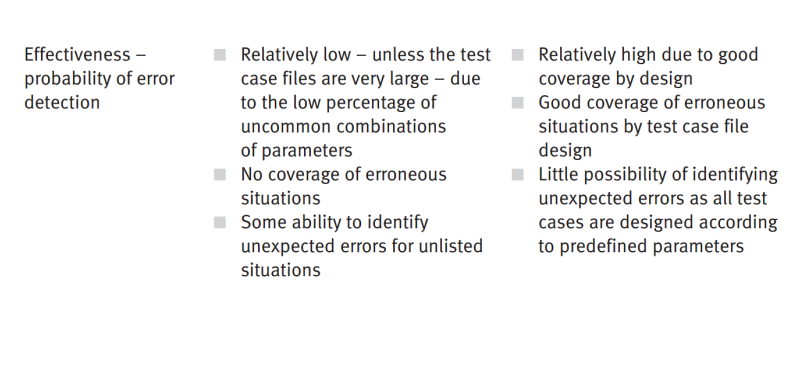 Effectiveness –
probability of error
detection
Relatively low – unless the test
case files are very large – due
to the low percentage of
uncommon combinations
of parameters
No coverage of erroneous
situations
Some ability to identify
unexpected errors for unlisted
situations
Relatively high due to good
coverage by design
Good coverage of erroneous
situations by test case file
design
Little possibility of identifying
unexpected errors as all test
cases are designed according
to predefined parameters